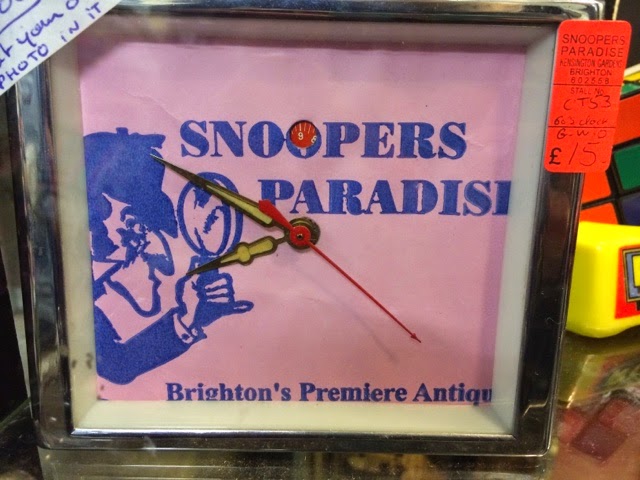 PHOTO IN IT
SNOOPERS
PARADISE
Brighton's Premiere Antiqu
9
SNOOPERS
PARADISE
KENSINGTON GARDENS
BRIGHTON
602558
STALL No.
CT53
60's clock
G.W.O
£15.